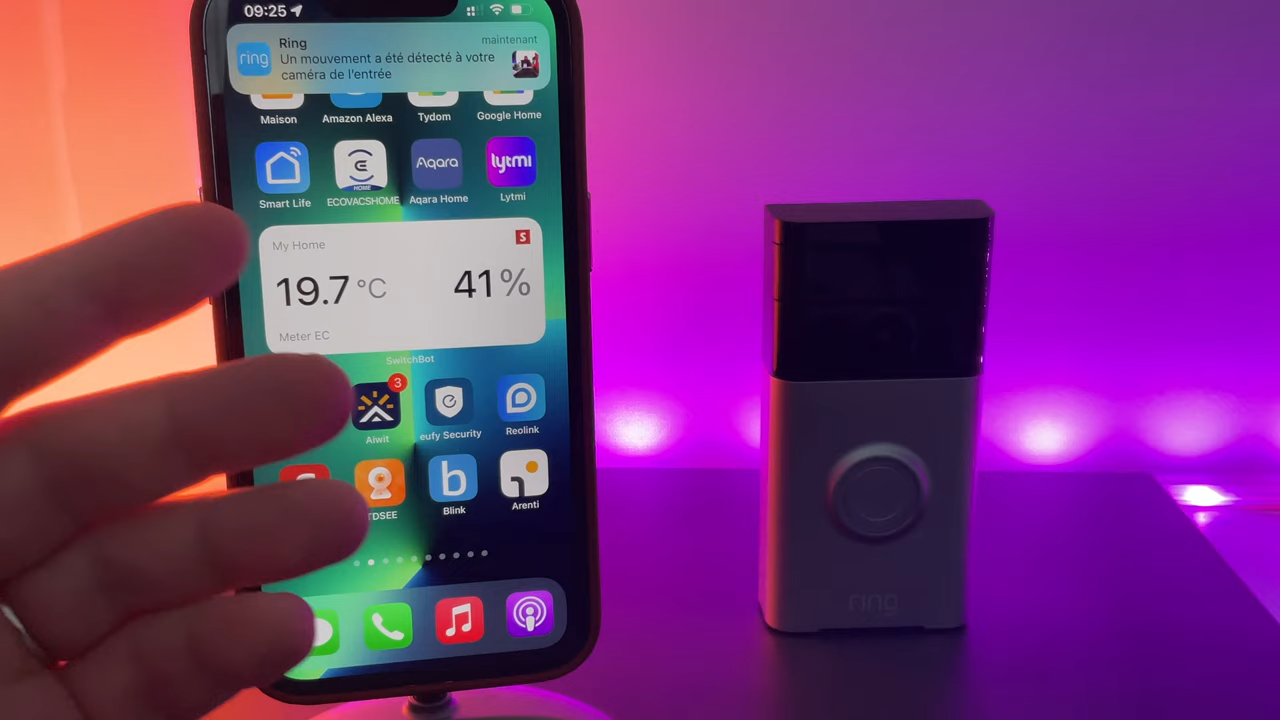 09:25
ring
Ring
maintenant
Un mouvement a été détecté à votre
caméra de l'entrée
Maison
Amazon Alexa
Tydom
Google Home
HOME
Aqara
lytmi
Smart Life
ECOVACSHOME
Aqara Home
Lytmi
My Home
S
19.7 °C
41%
Meter EC
SwitchBot
3
Aiwit
eufy Security
Reolink
b
TDSEE
Blink
Arenti
ring